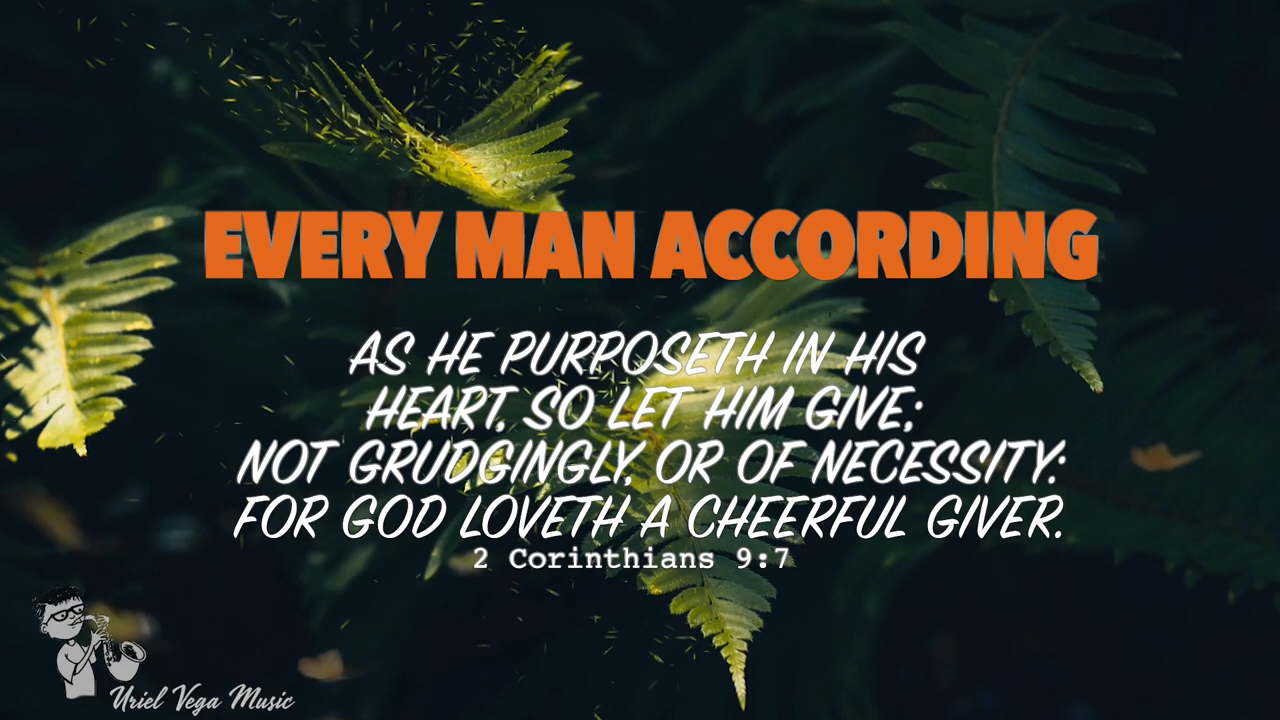 EVERY MAN ACCORDING
AS HE PURPOSETH IN HIS
HEART, SO LET HIM GIVE;
NOT GRUDGINGLY, OR OF NECESSITY:
FOR GOD LOVETH A CHEERFUL GIVER.
2 Corinthians 9:7
Uriel Vega Music